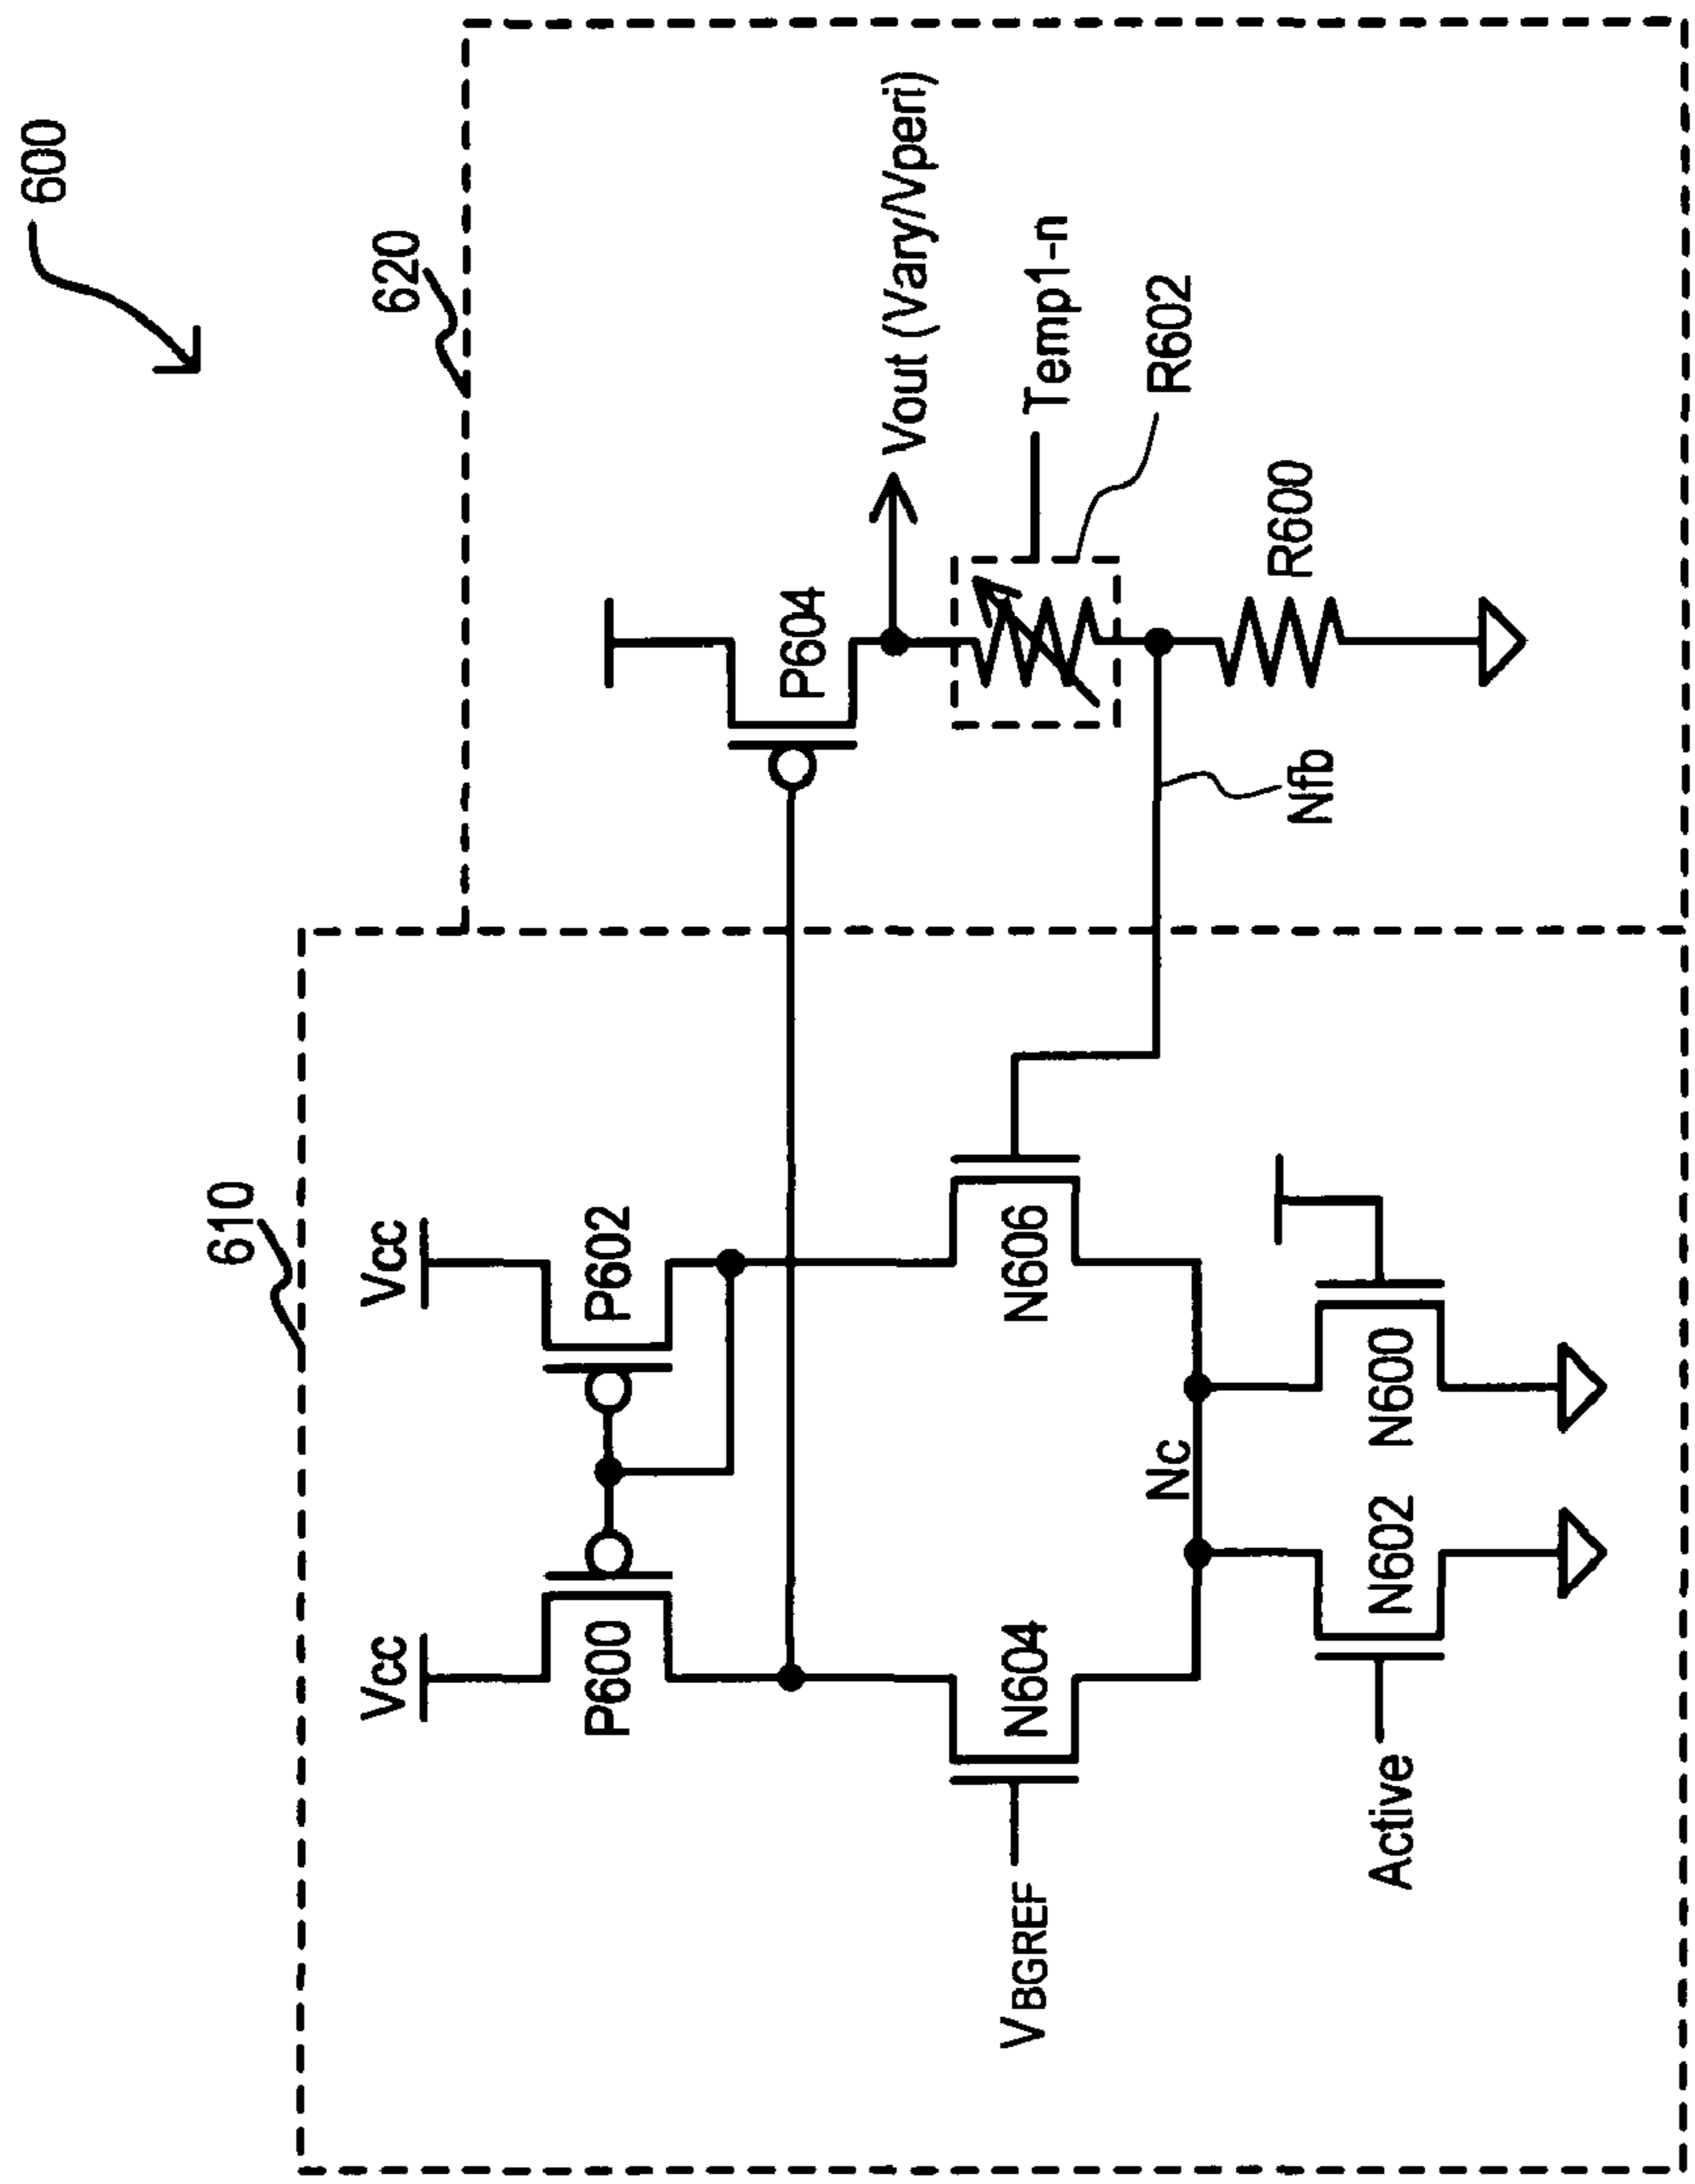 600
620
610
Vcc
Vcc
P600
P602
P604
Vout (Vary/Vperi)
Temp1-n
R602
VBGREF
N604
N606
Nfb
R600
Nc
Active
N602
N600